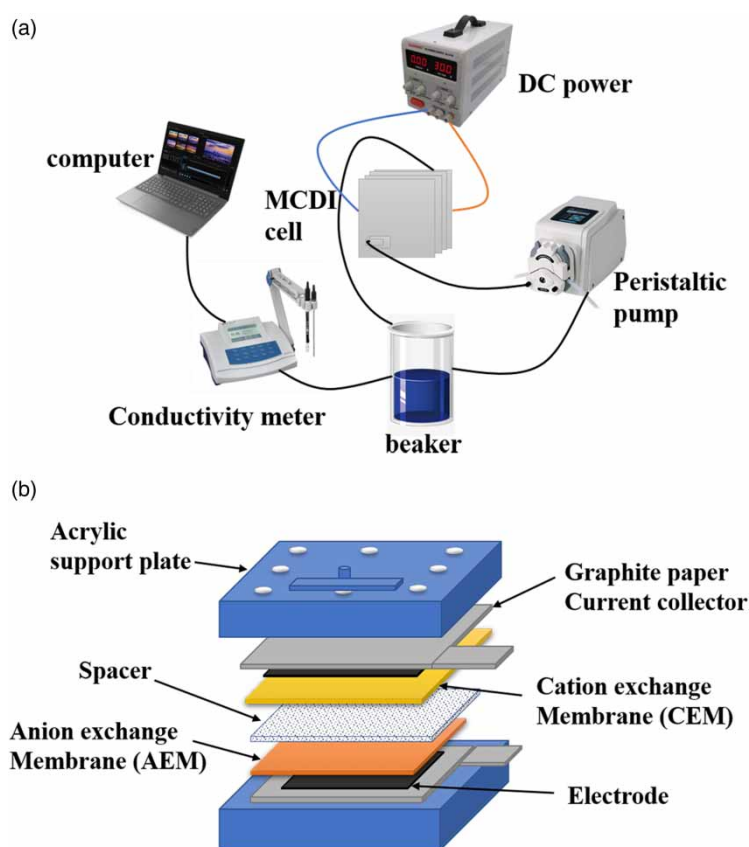 (a)
DC power
computer
MCDI
cell
Peristaltic
pump
Conductivity meter
beaker
(b)
Acrylic
support plate
Graphite paper
Current collector
Spacer
Cation exchange
Membrane (CEM)
Anion exchange
Membrane (AEM)
Electrode